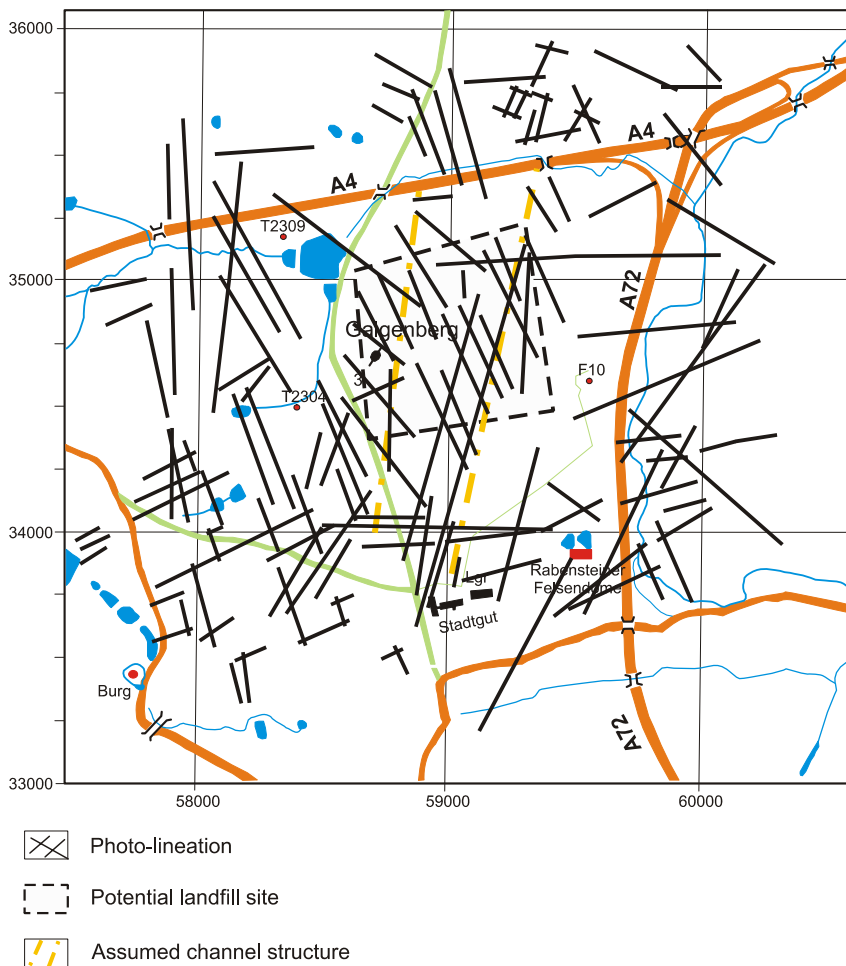 36000
A4
A4
T2309
35000
A72
Galgenberg
3
F10
T2304
34000
Rabensteiner
Felsendome
Lgr
Stadtgut
Burg
A72
33000
58000
59000
60000
Photo-lineation
Potential landfill site
Assumed channel structure